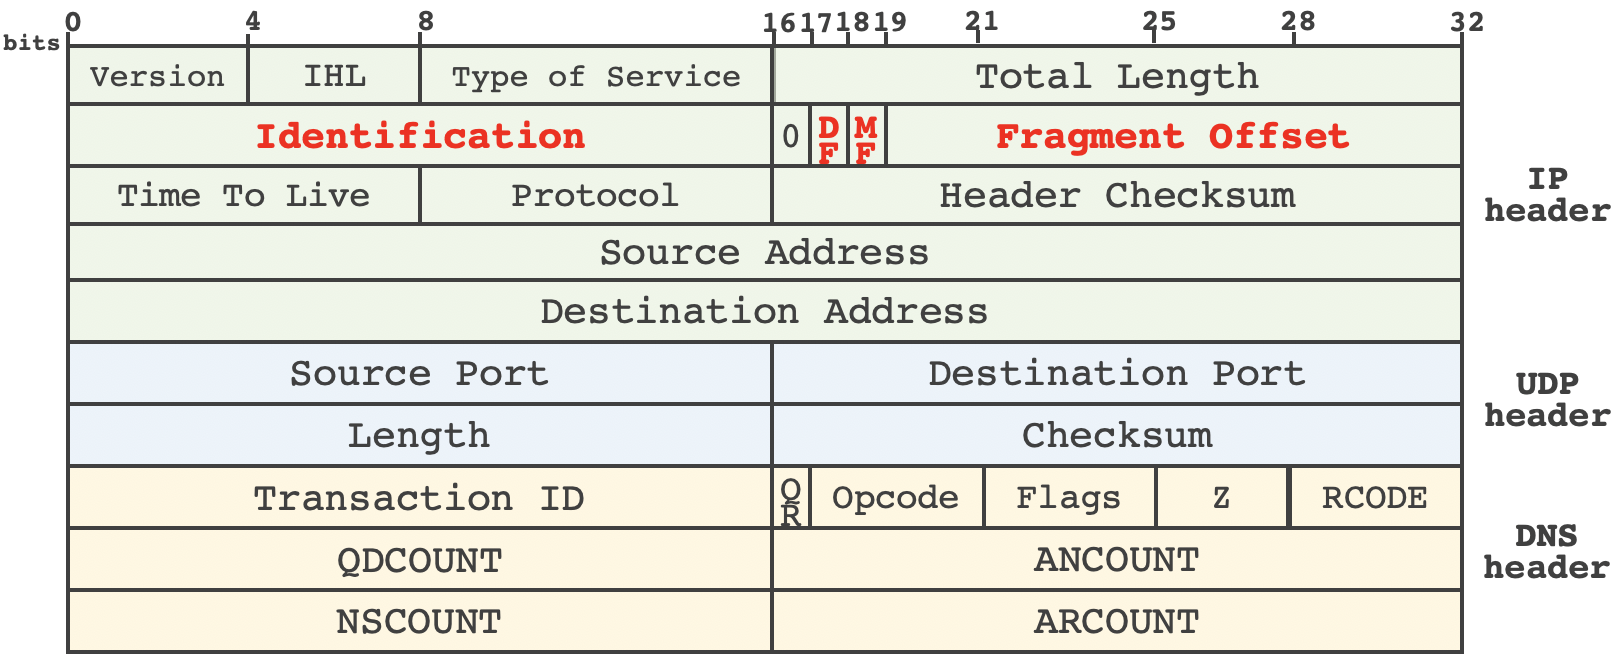 0 4 8 16 17 18 19 21 25 28 32
bits
Version IHL Type of Service Total Length
Identification 0 DF MF Fragment Offset
Time To Live Protocol Header Checksum
IP header
Source Address
Destination Address
Source Port Destination Port
UDP header
Length Checksum
Transaction ID QR Opcode Flags Z RCODE
DNS header
QDCOUNT ANCOUNT
NSCOUNT ARCOUNT